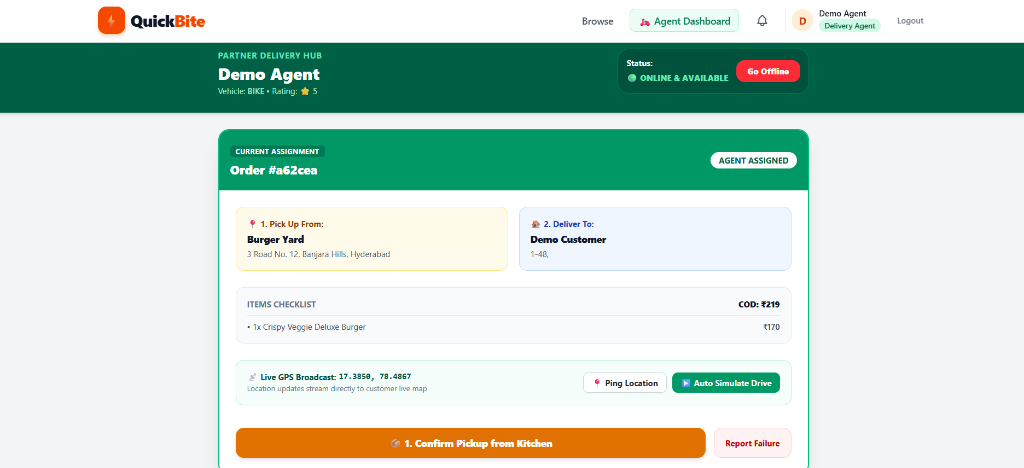 QuickBite
Browse
Agent Dashboard
D
Demo Agent
Delivery Agent
Logout
PARTNER DELIVERY HUB
Demo Agent
Vehicle: BIKE • Rating: ⭐ 5
Status:
ONLINE & AVAILABLE
Go Offline
CURRENT ASSIGNMENT
Order #a62cea
AGENT ASSIGNED
1. Pick Up From:
Burger Yard
3 Road No. 12, Banjara Hills, Hyderabad
2. Deliver To:
Demo Customer
1-48,
ITEMS CHECKLIST
COD: ₹219
• 1x Crispy Veggie Deluxe Burger
₹170
Live GPS Broadcast: 17.3850, 78.4867
Location updates stream directly to customer live map
Ping Location
Auto Simulate Drive
1. Confirm Pickup from Kitchen
Report Failure